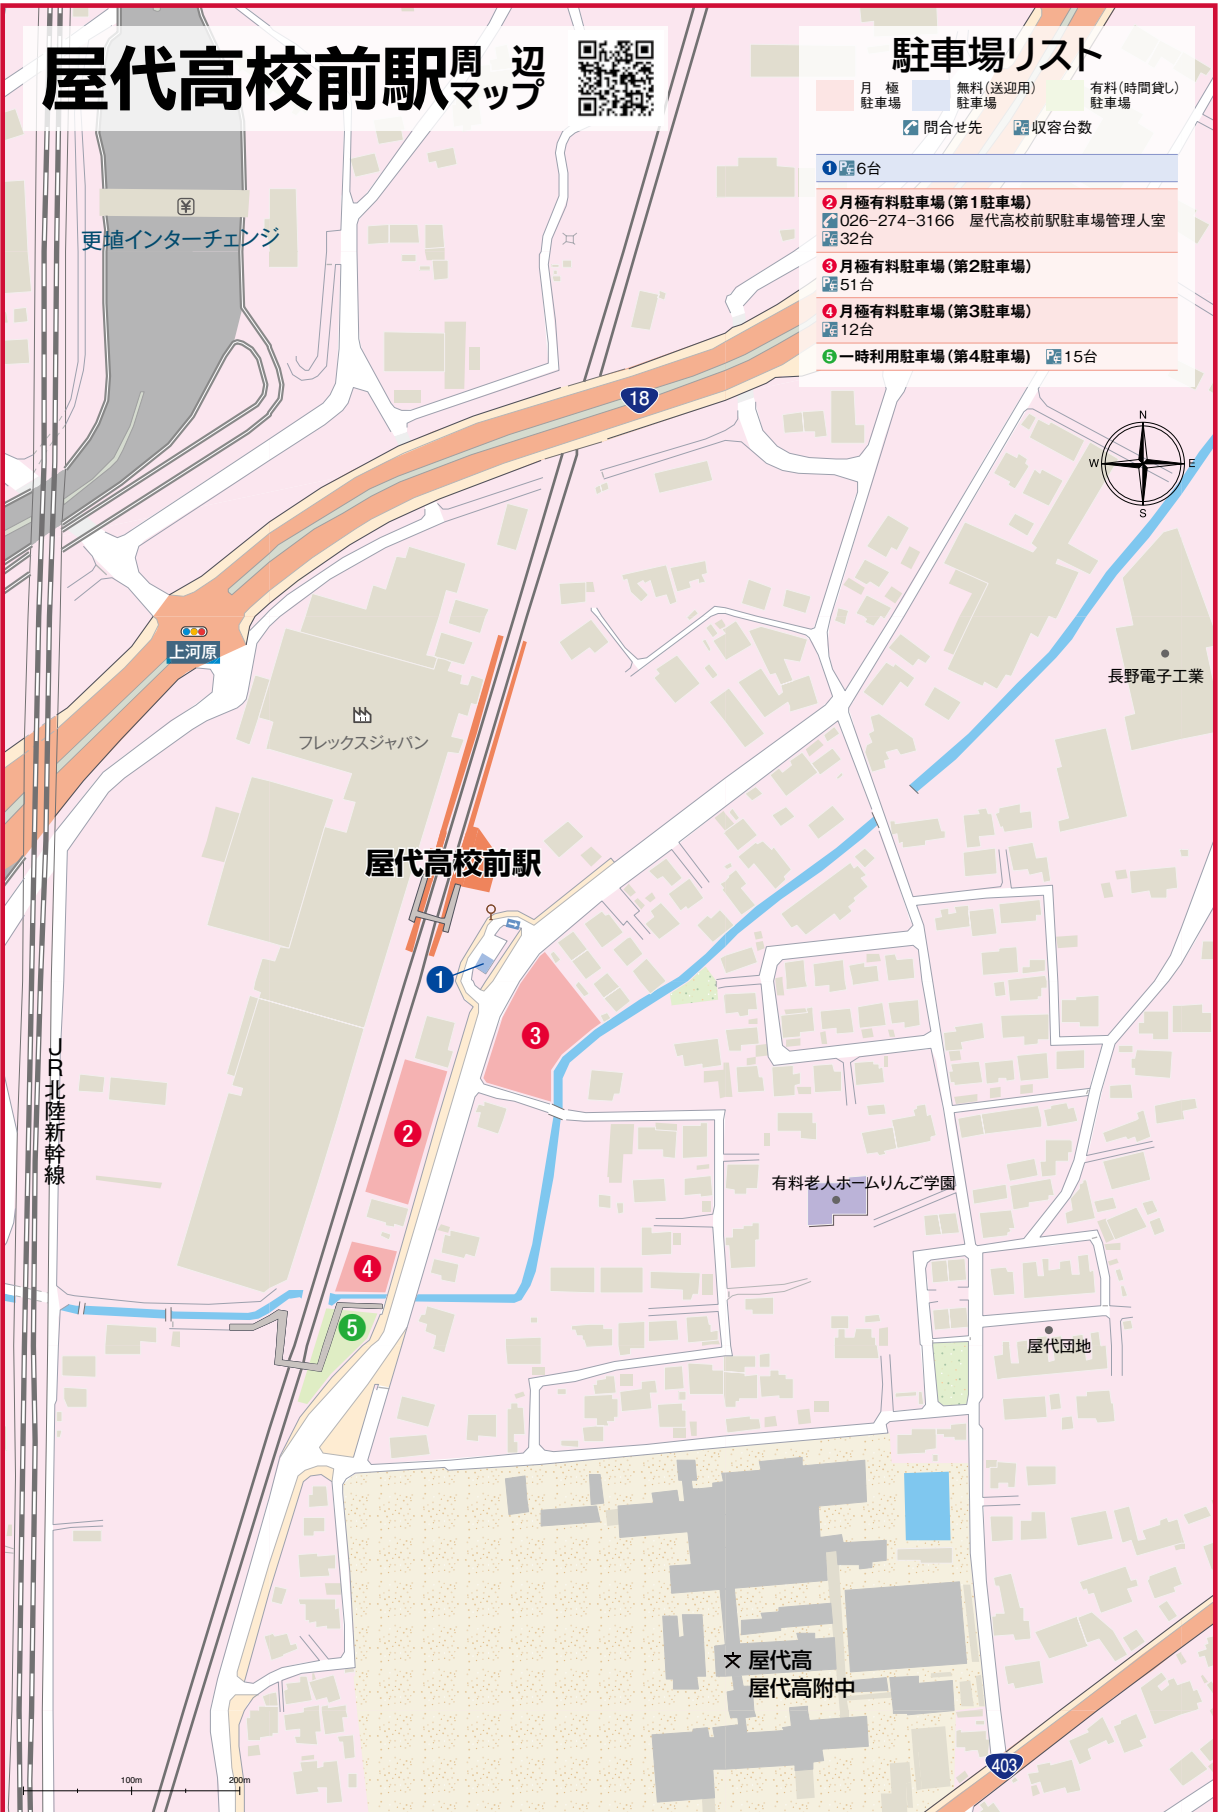 屋代高校前駅周辺マップ
駐車場リスト
月極駐車場
無料(送迎用)駐車場
有料(時間貸し)駐車場
問合せ先
収容台数
1 P 6台
2 月極有料駐車場(第1駐車場)
026-274-3166 屋代高校前駅駐車場管理人室
P 32台
3 月極有料駐車場(第2駐車場)
P 51台
4 月極有料駐車場(第3駐車場)
P 12台
5 一時利用駐車場(第4駐車場) P 15台
更埴インターチェンジ
18
N
W E
S
上河原
長野電子工業
フレックスジャパン
屋代高校前駅
1
3
JR北陸新幹線
2
有料老人ホームりんご学園
4
5
屋代団地
文 屋代高
屋代高附中
403
100m
200m